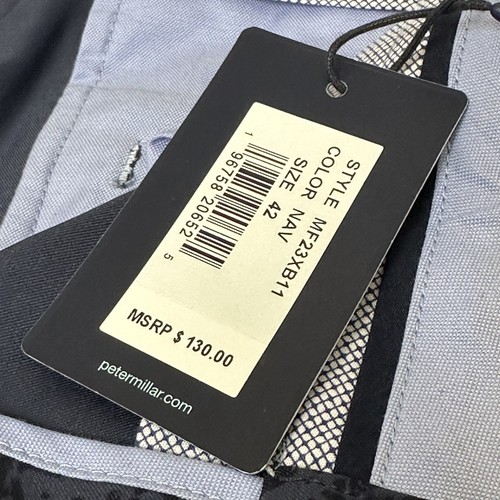 STYLE MF23XB11
COLOR NAV
SIZE 42
1 96758 20652 5
MSRP $ 130.00
petermillar.com